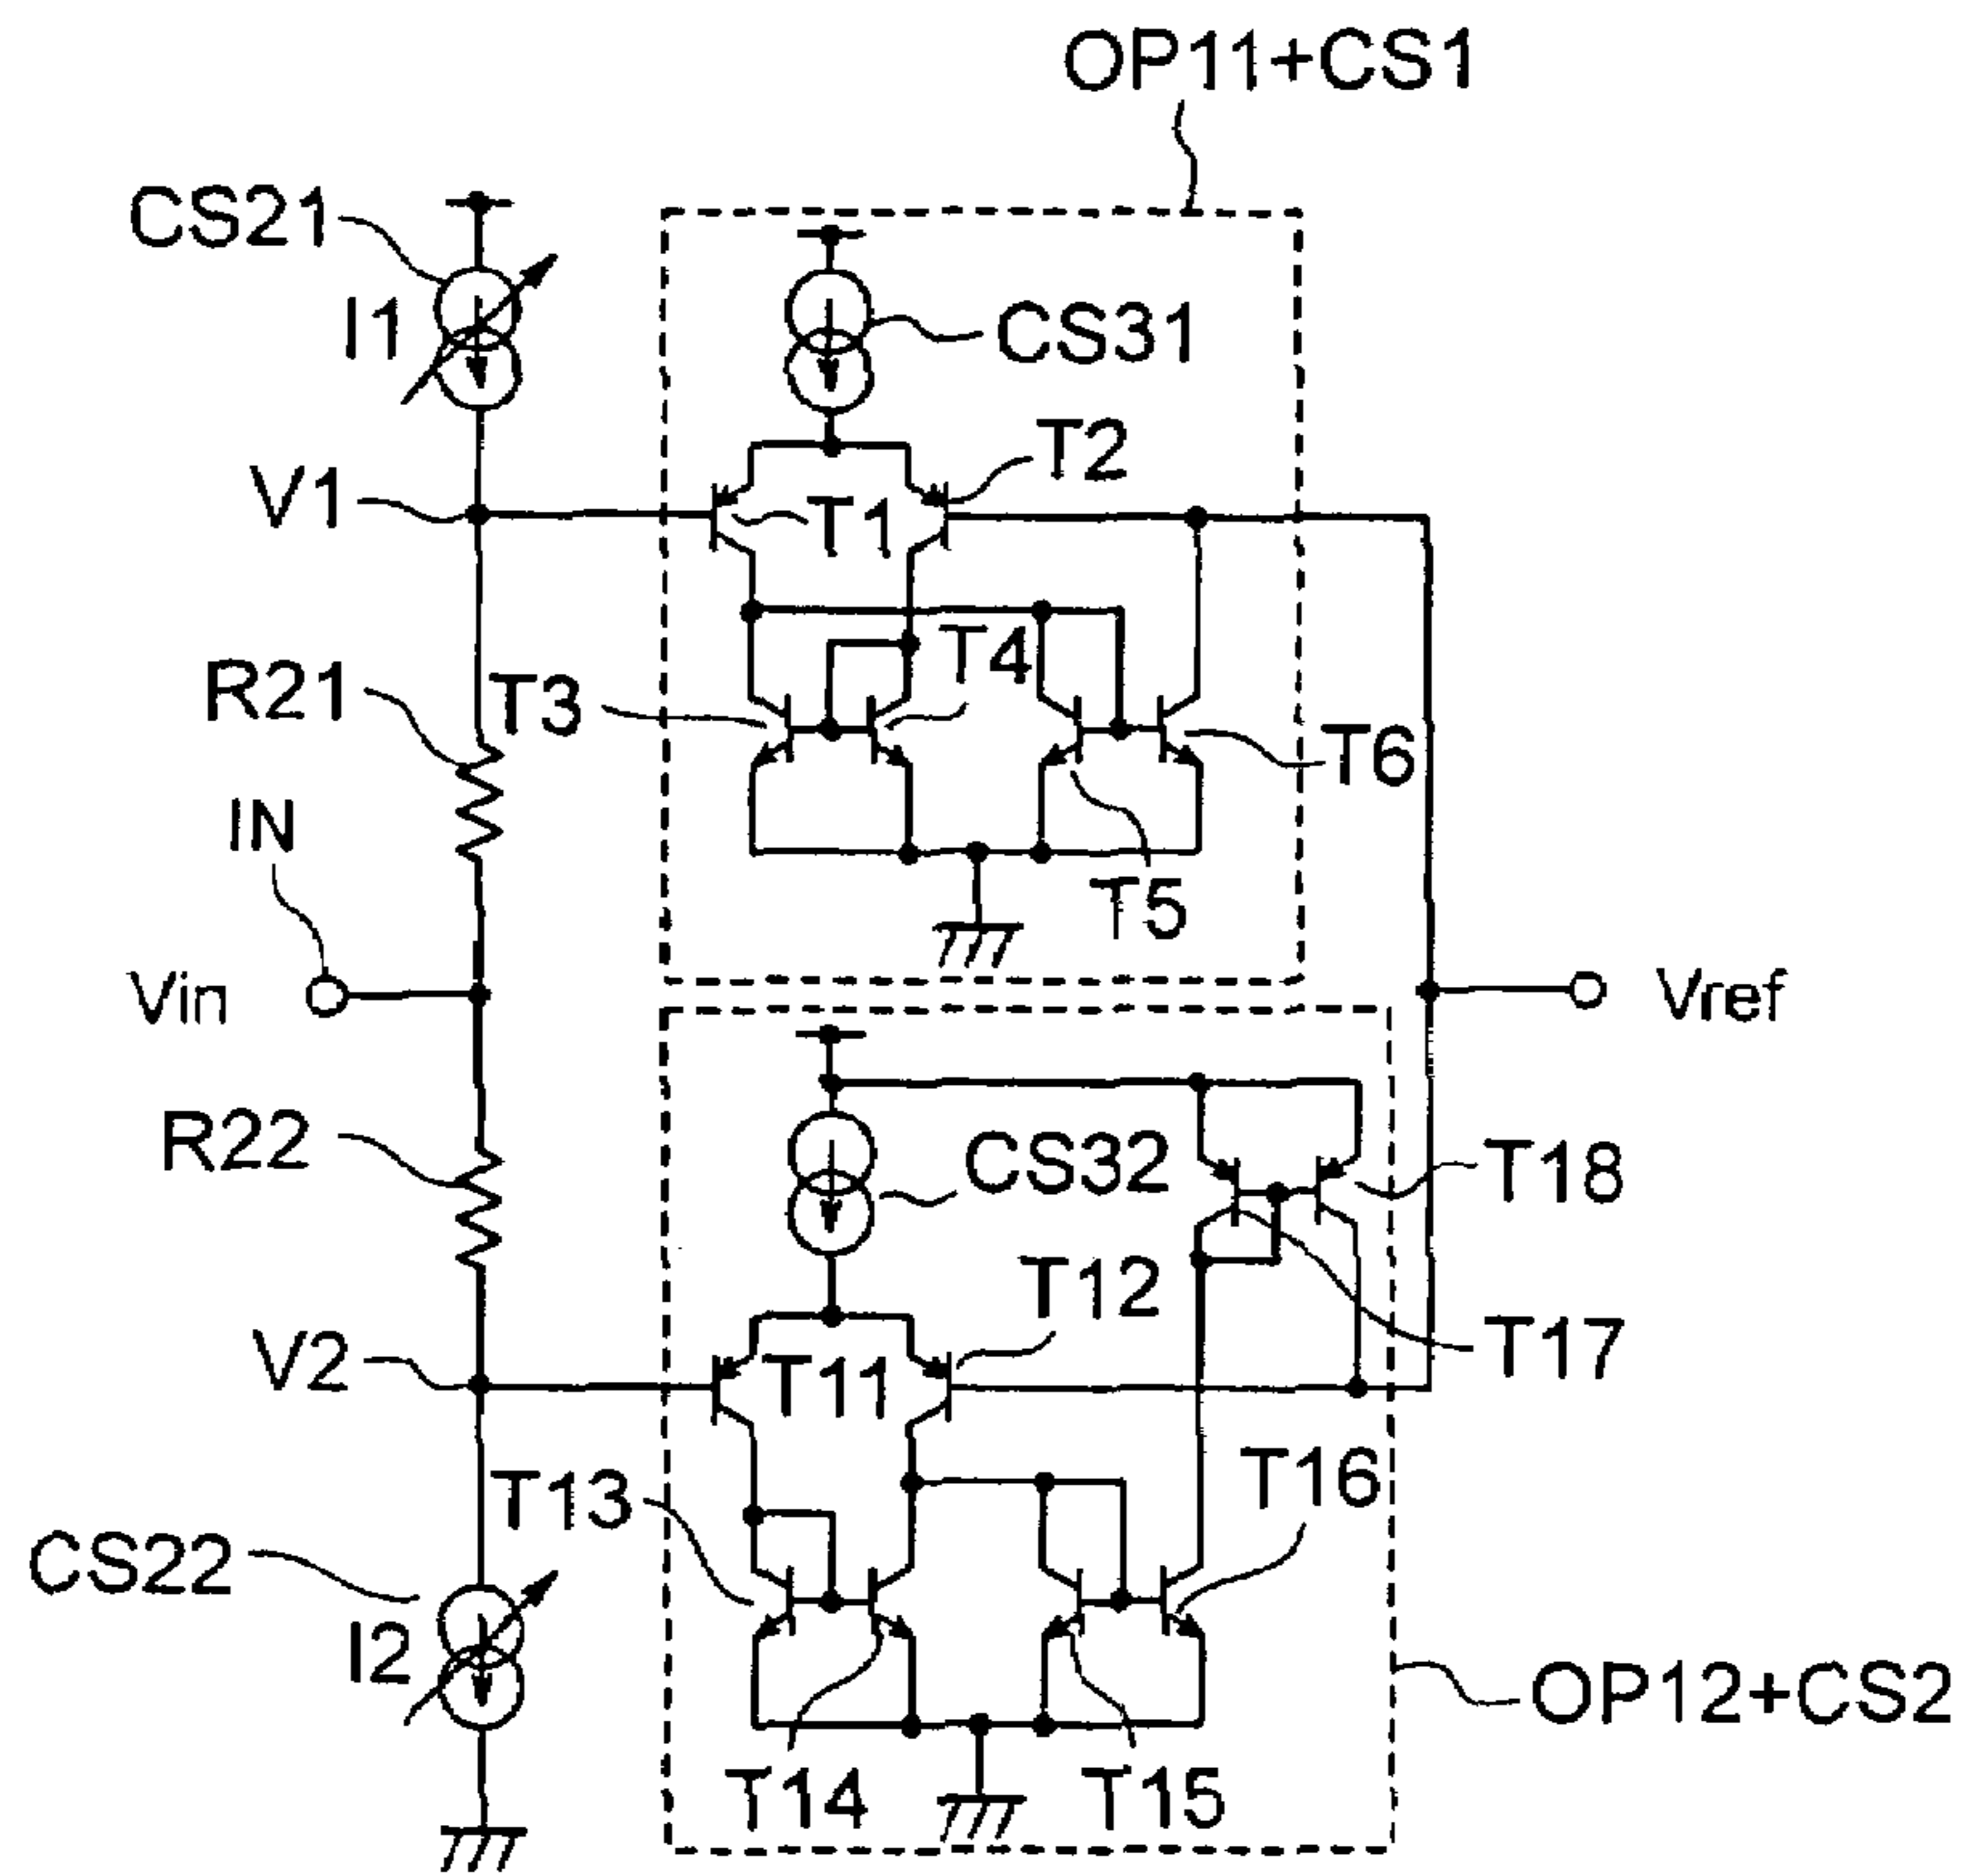 OP11+CS1
CS21
I1
CS31
T2
V1
T1
R21
T3
T4
T6
IN
T5
Vin
Vref
R22
CS32
T18
T12
T17
V2
T11
T13
T16
CS22
I2
OP12+CS2
T14
T15